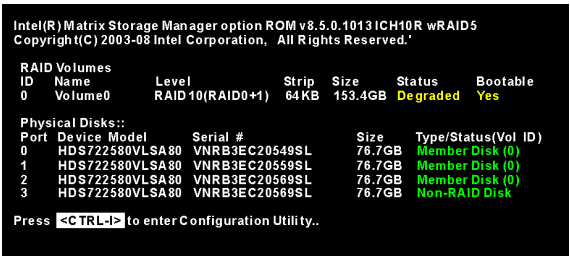 Intel(R) Matrix Storage Manager option ROM v8.5.0.1013 ICH10R wRAID5
Copyright(C) 2003-08 Intel Corporation, All Rights Reserved.'
RAID Volumes
ID Name Level Strip Size Status Bootable
0 Volume0 RAID10(RAID0+1) 64KB 153.4GB Degraded Yes
Physical Disks::
Port Device Model Serial # Size Type/Status(Vol ID)
0 HDS722580VLSA80 VNRB3EC20549SL 76.7GB Member Disk (0)
1 HDS722580VLSA80 VNRB3EC20559SL 76.7GB Member Disk (0)
2 HDS722580VLSA80 VNRB3EC20569SL 76.7GB Member Disk (0)
3 HDS722580VLSA80 VNRB3EC20569SL 76.7GB Non-RAID Disk
Press <CTRL-I> to enter Configuration Utility..